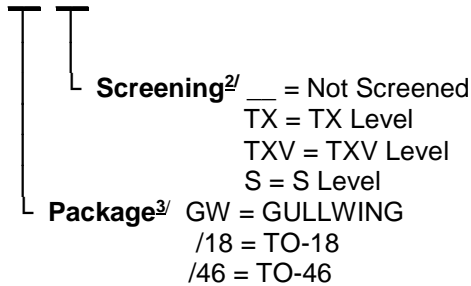 Screening2/ __ = Not Screened
TX = TX Level
TXV = TXV Level
S = S Level
Package3/ GW = GULLWING
/18 = TO-18
/46 = TO-46